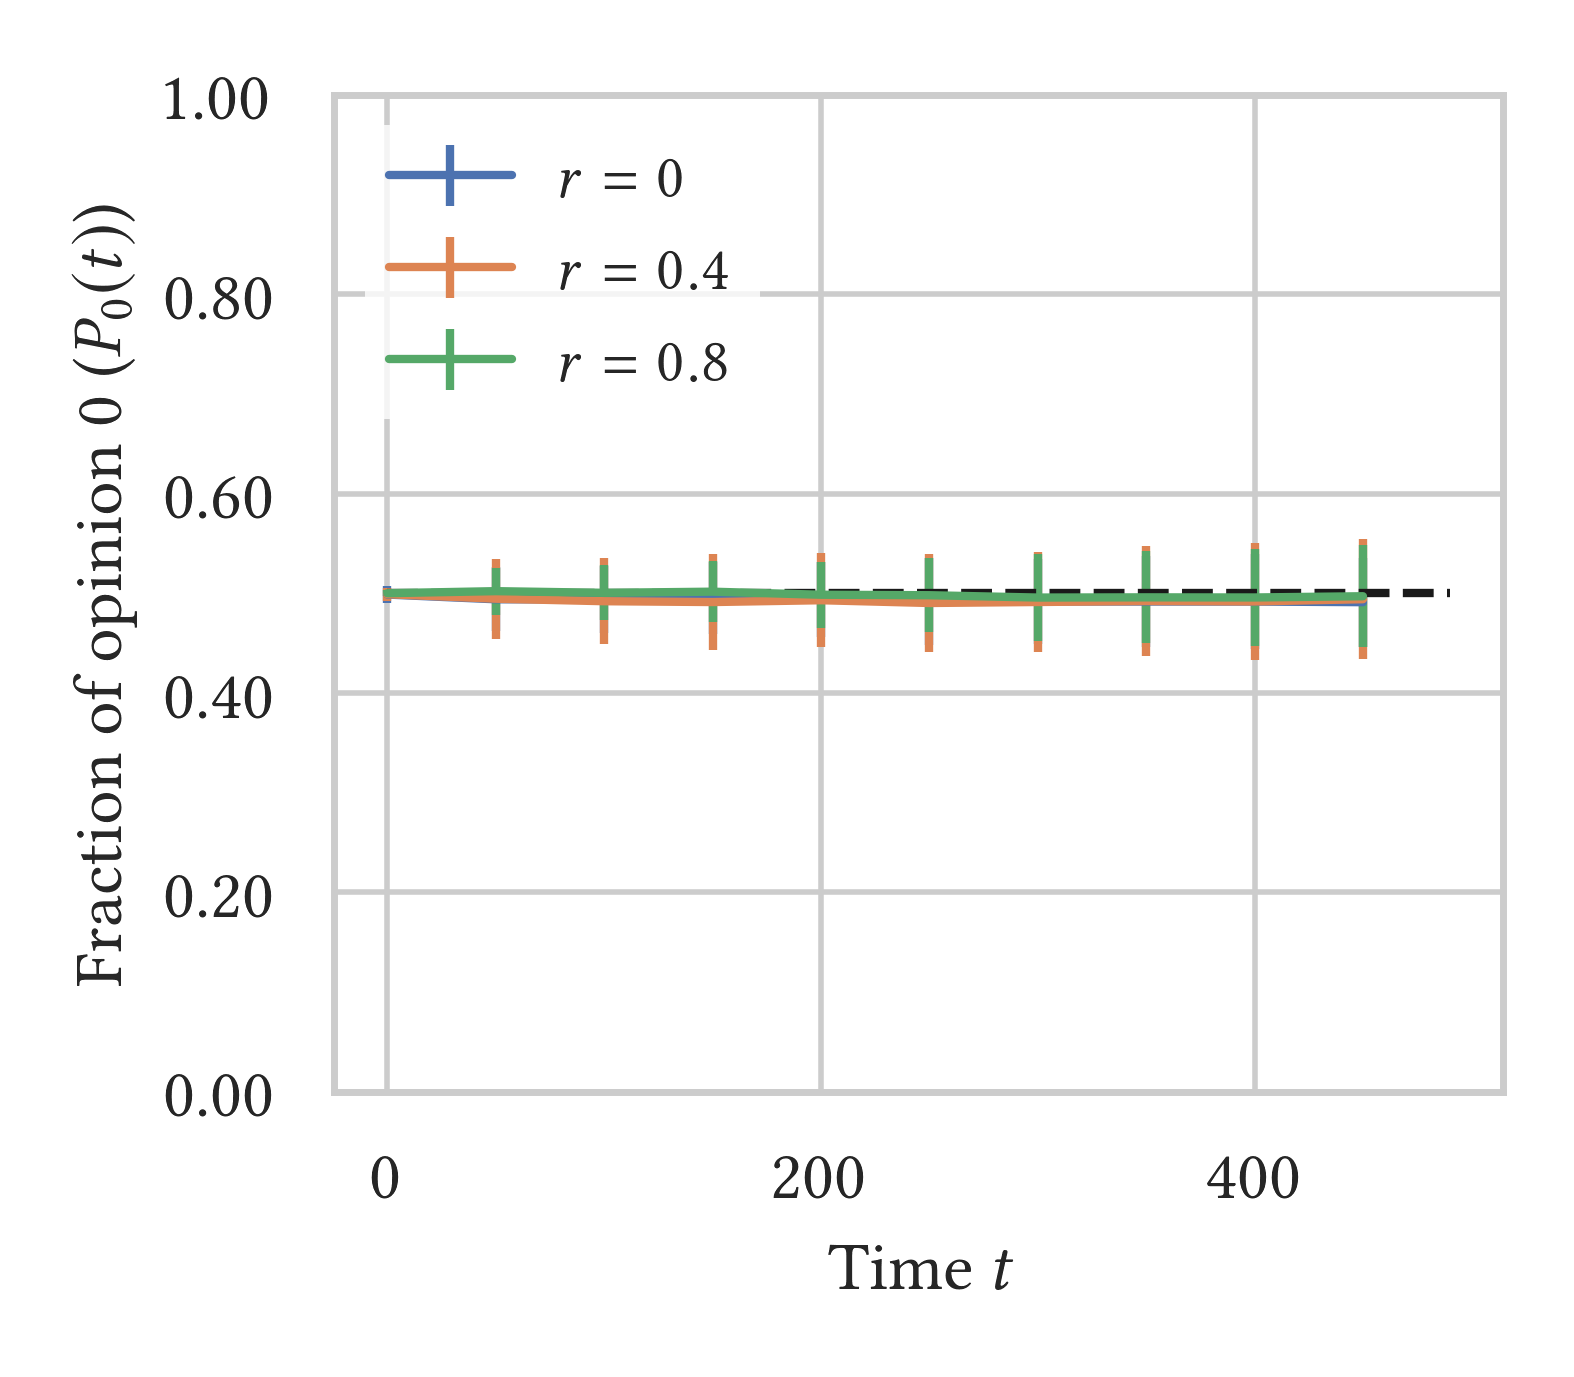 Fraction of opinion 0 (P₀(t))
1.00
0.80
0.60
0.40
0.20
0.00
r = 0
r = 0.4
r = 0.8
0 200 400
Time t